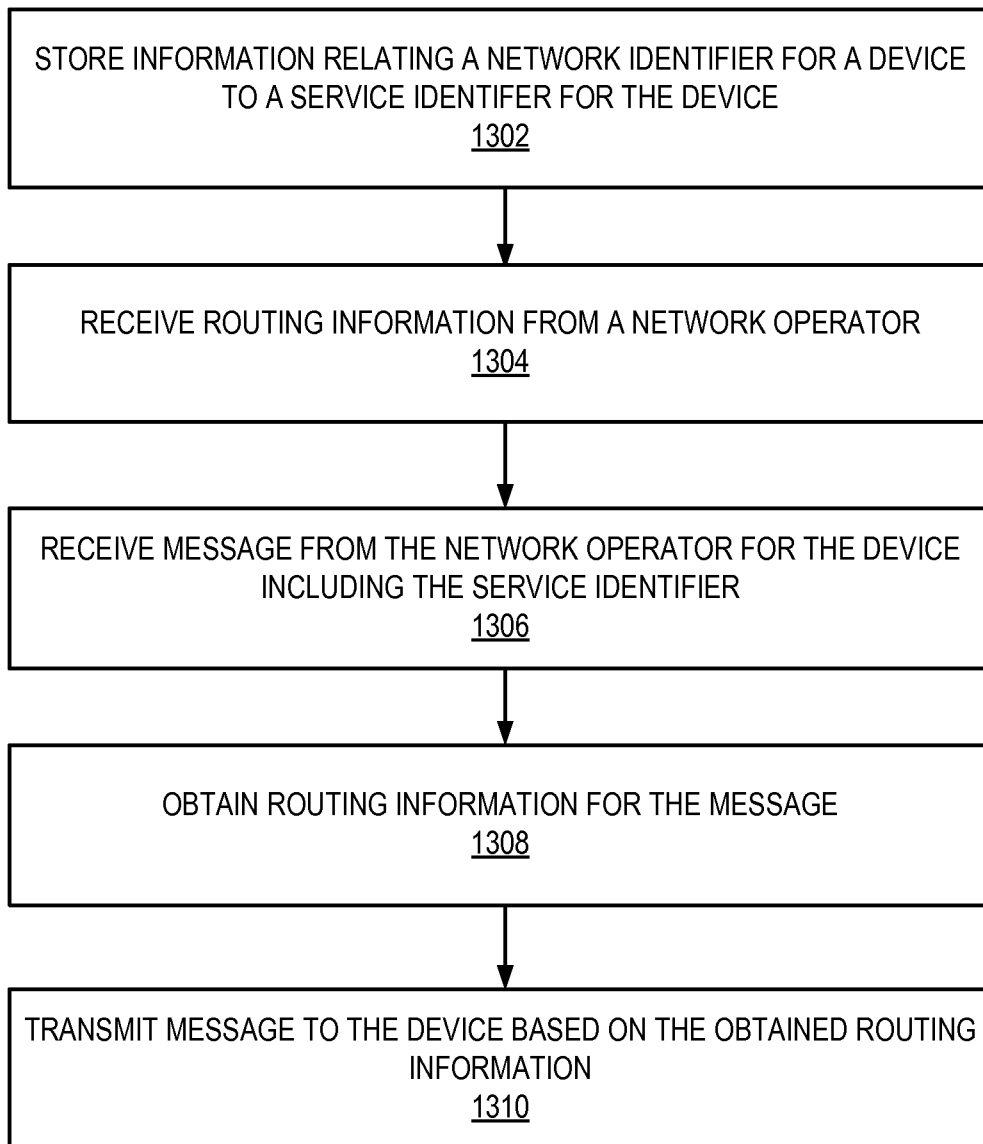 STORE INFORMATION RELATING A NETWORK IDENTIFIER FOR A DEVICE
TO A SERVICE IDENTIFER FOR THE DEVICE
1302
RECEIVE ROUTING INFORMATION FROM A NETWORK OPERATOR
1304
RECEIVE MESSAGE FROM THE NETWORK OPERATOR FOR THE DEVICE
INCLUDING THE SERVICE IDENTIFIER
1306
OBTAIN ROUTING INFORMATION FOR THE MESSAGE
1308
TRANSMIT MESSAGE TO THE DEVICE BASED ON THE OBTAINED ROUTING
INFORMATION
1310